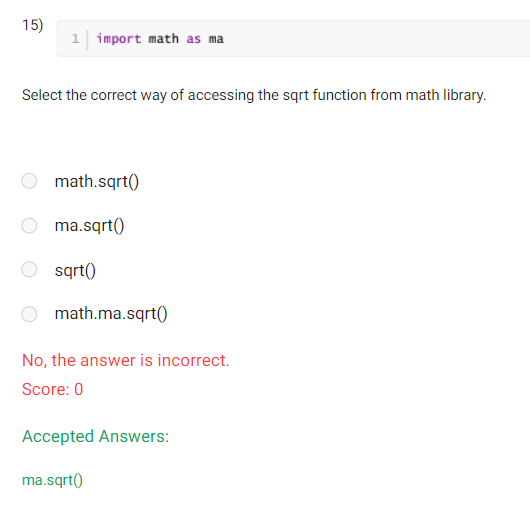 15)
1 import math as ma
Select the correct way of accessing the sqrt function from math library.
math.sqrt()
ma.sqrt()
sqrt()
math.ma.sqrt()
No, the answer is incorrect.
Score: 0
Accepted Answers:
ma.sqrt()